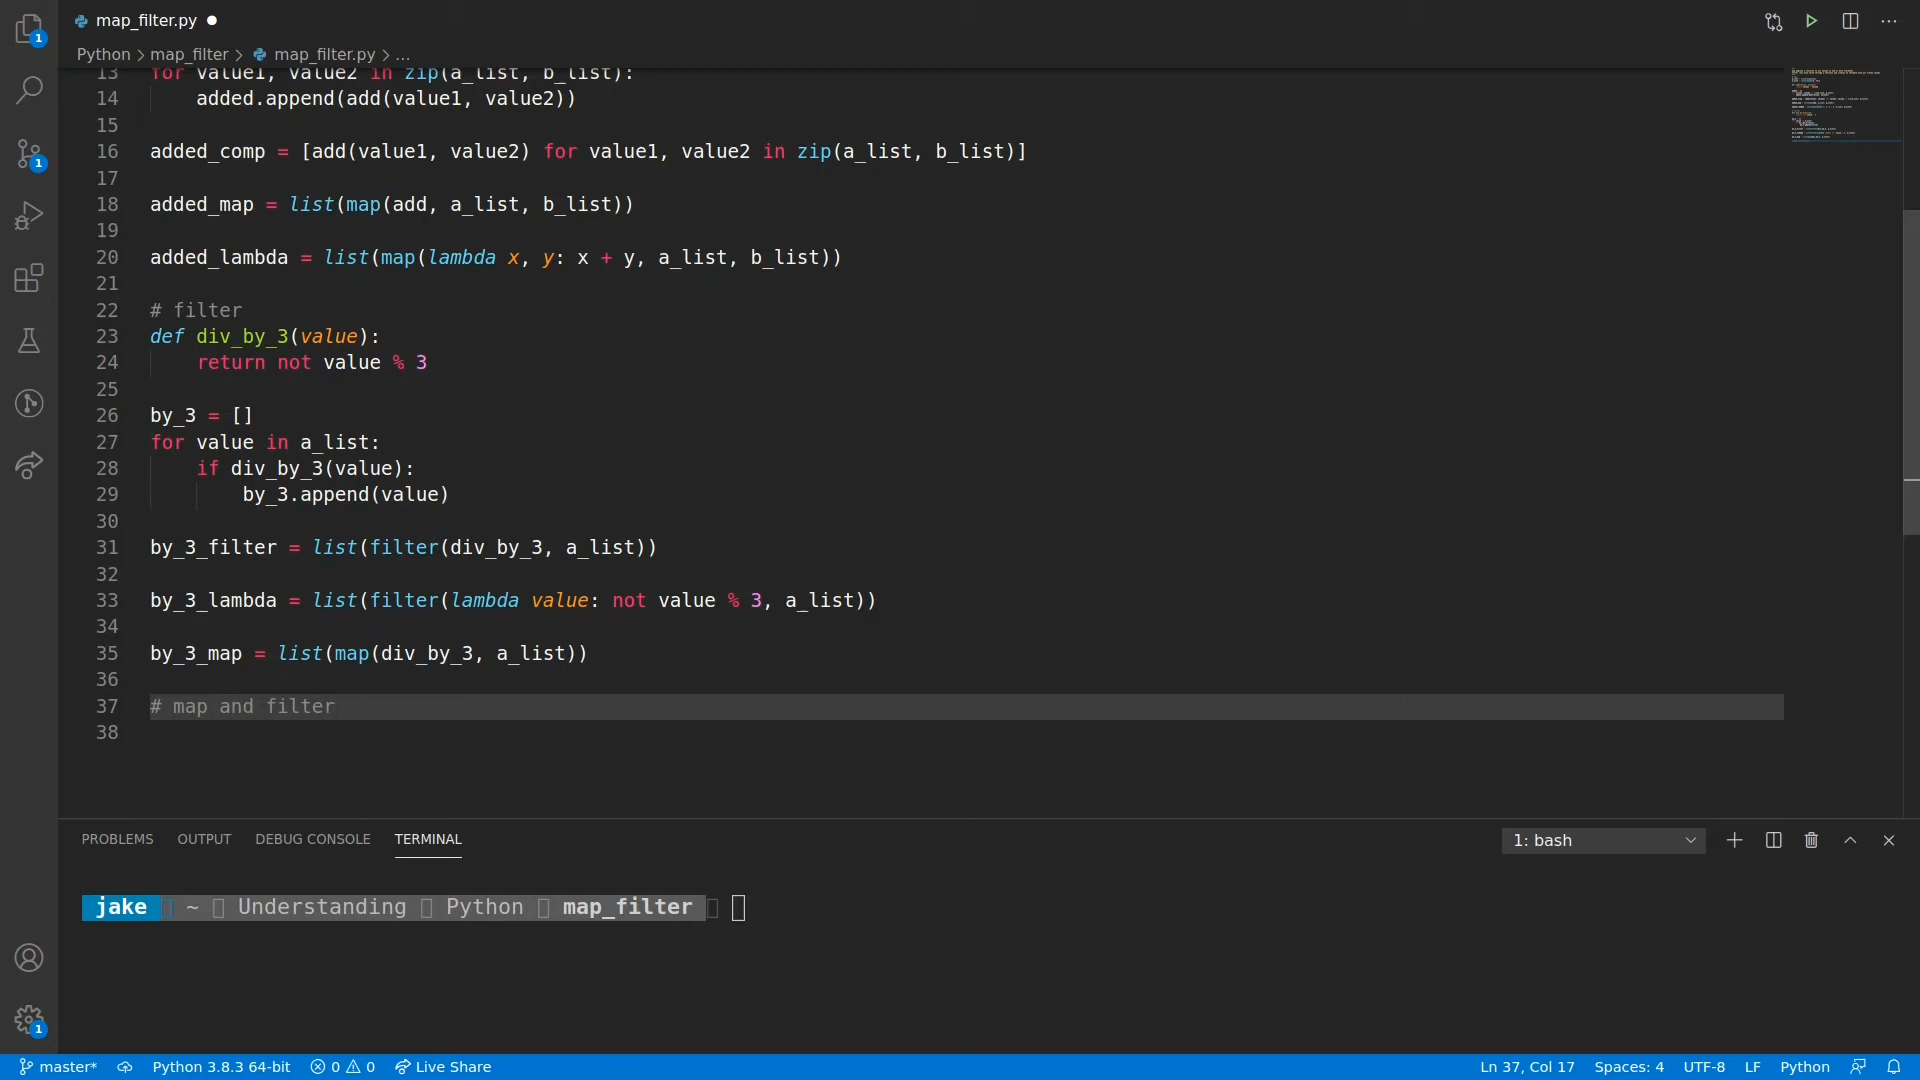 map_filter.py
Python > map_filter > map_filter.py > ...
13 for value1, value2 in zip(a_list, b_list):
14 added.append(add(value1, value2))
15
16 added_comp = [add(value1, value2) for value1, value2 in zip(a_list, b_list)]
17
18 added_map = list(map(add, a_list, b_list))
19
20 added_lambda = list(map(lambda x, y: x + y, a_list, b_list))
21
22 # filter
23 def div_by_3(value):
24 return not value % 3
25
26 by_3 = []
27 for value in a_list:
28 if div_by_3(value):
29 by_3.append(value)
30
31 by_3_filter = list(filter(div_by_3, a_list))
32
33 by_3_lambda = list(filter(lambda value: not value % 3, a_list))
34
35 by_3_map = list(map(div_by_3, a_list))
36
37 # map and filter
38
1
1
1
PROBLEMS OUTPUT DEBUG CONSOLE TERMINAL 1: bash
jake ~ Understanding Python map_filter
master* Python 3.8.3 64-bit 0 0 Live Share Ln 37, Col 17 Spaces: 4 UTF-8 LF Python